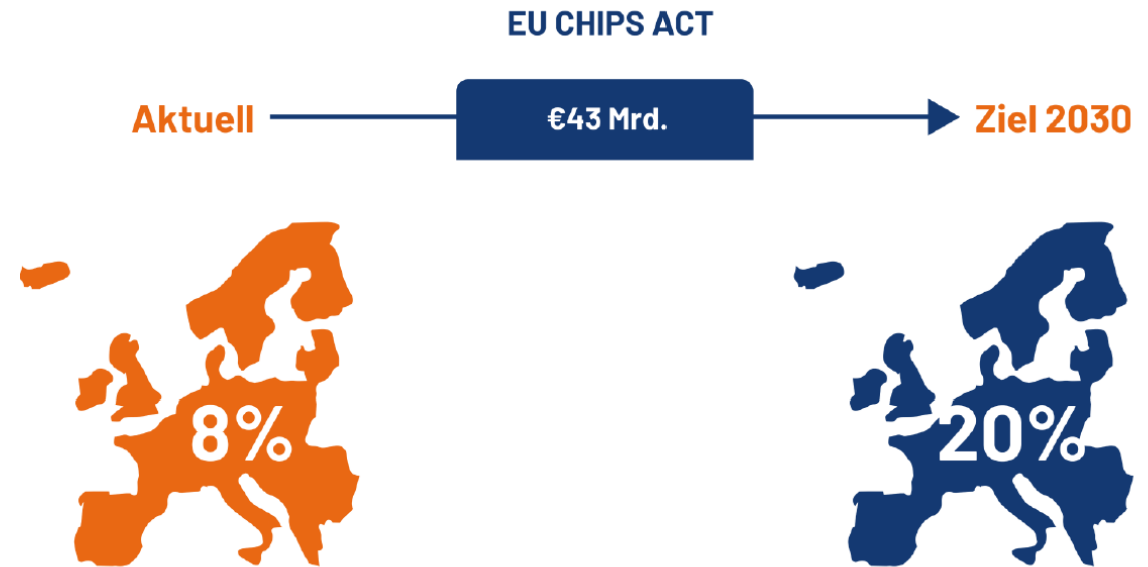 EU CHIPS ACT
Aktuell
€43 Mrd.
Ziel 2030
8%
20%